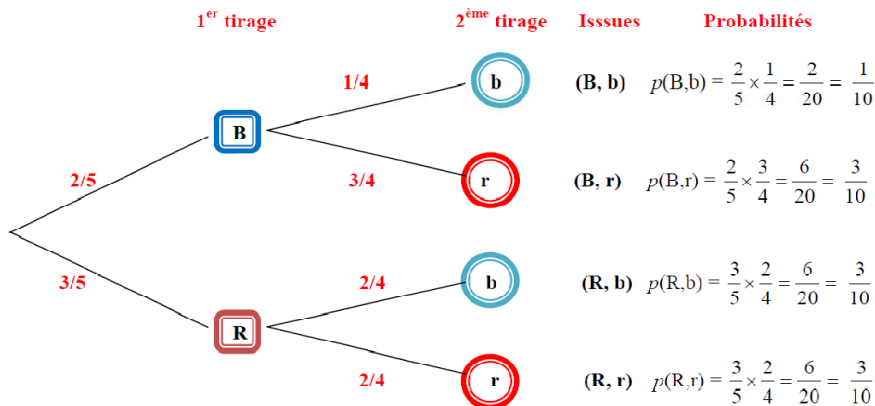 1er tirage 2ème tirage Isssues Probabilités
1/4 b (B, b) p(B,b) = 2/5 × 1/4 = 2/20 = 1/10
B
2/5 3/4 r (B, r) p(B,r) = 2/5 × 3/4 = 6/20 = 3/10
3/5 2/4 b (R, b) p(R,b) = 3/5 × 2/4 = 6/20 = 3/10
R
2/4 r (R, r) p(R,r) = 3/5 × 2/4 = 6/20 = 3/10